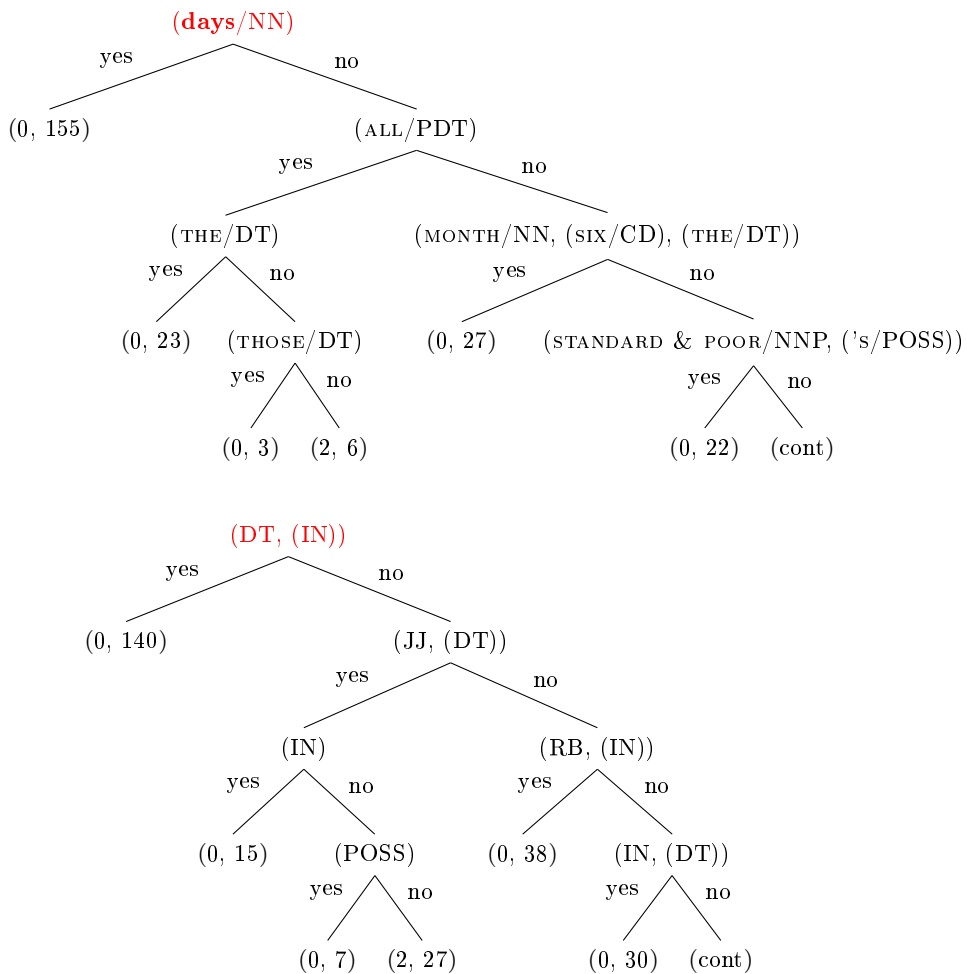 (days/NN)
yes no
(0, 155) (ALL/PDT)
yes no
(THE/DT) (MONTH/NN, (SIX/CD), (THE/DT))
yes no yes no
(0, 23) (THOSE/DT) (0, 27) (STANDARD & POOR/NNP, ('s/POSS))
yes no yes no
(0, 3) (2, 6) (0, 22) (cont)
(DT, (IN))
yes no
(0, 140) (JJ, (DT))
yes no
(IN) (RB, (IN))
yes no yes no
(0, 15) (POSS) (0, 38) (IN, (DT))
yes no yes no
(0, 7) (2, 27) (0, 30) (cont)